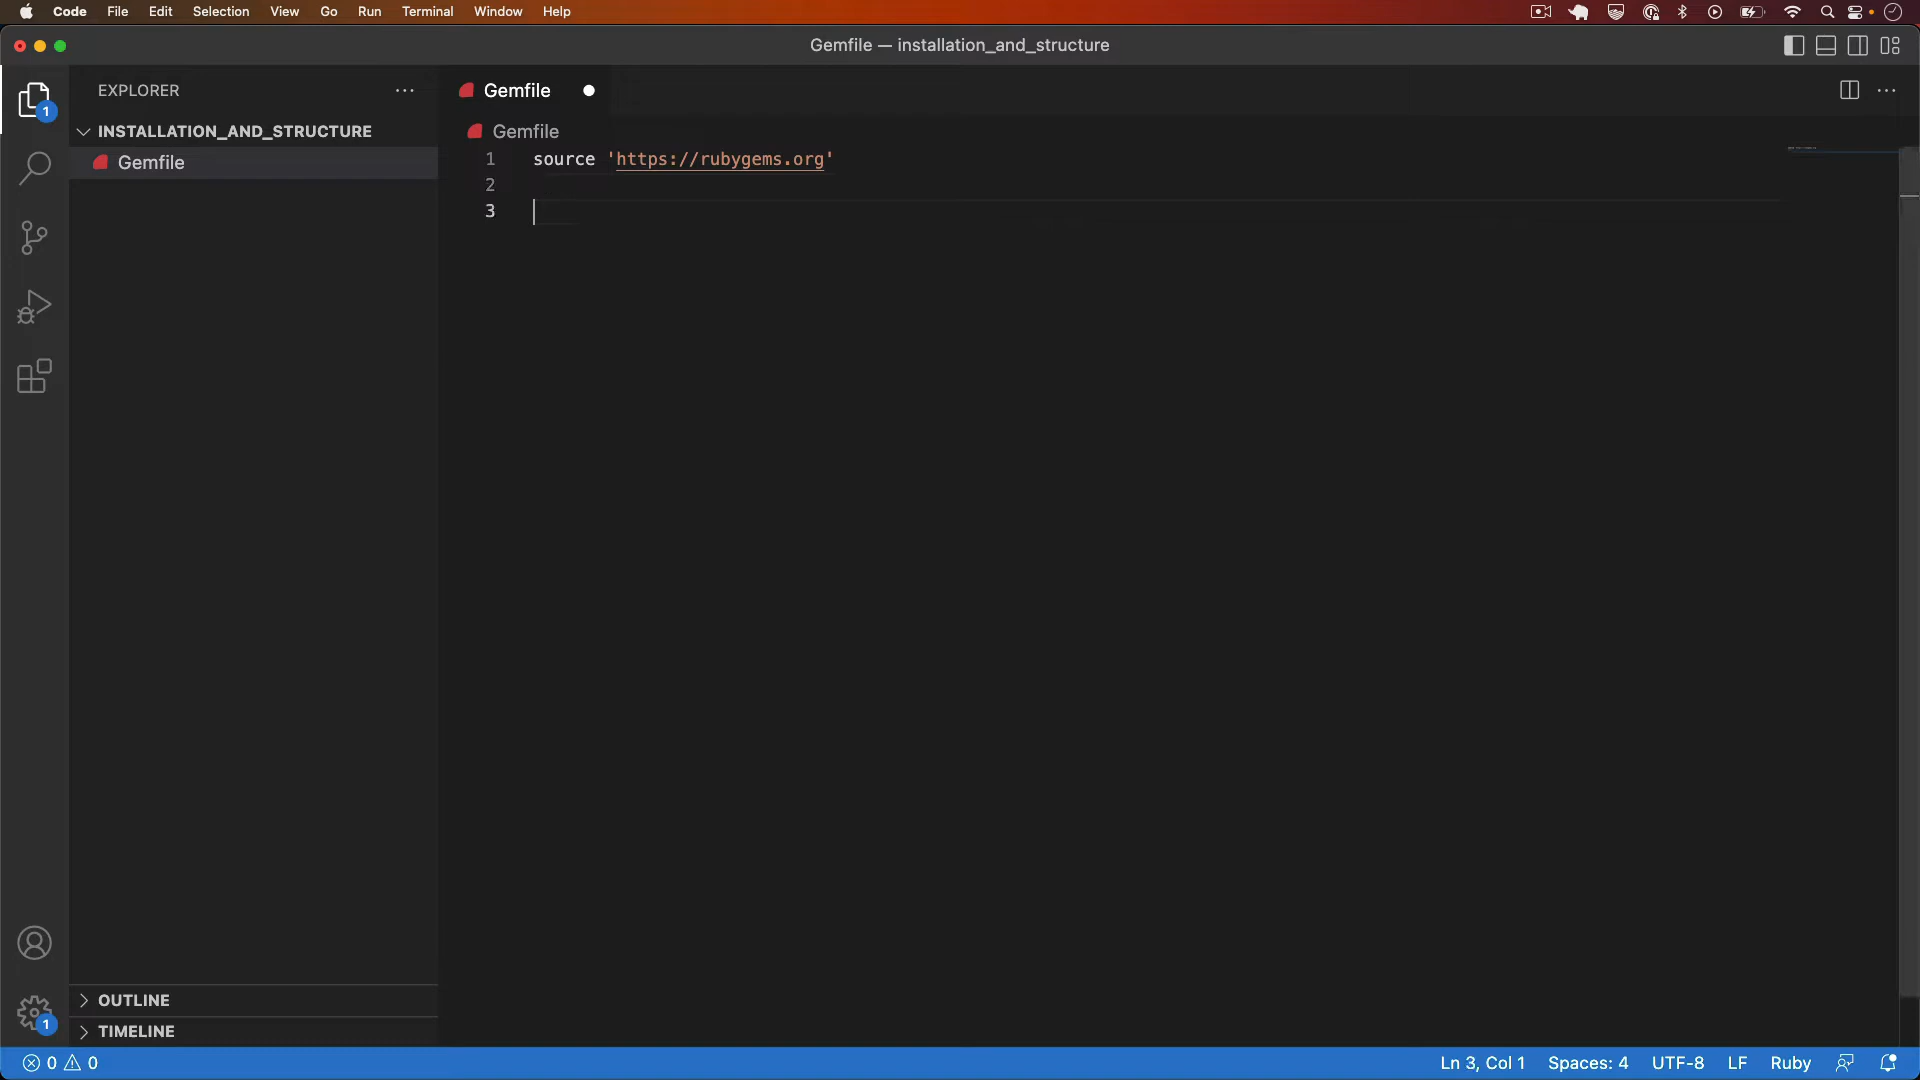 Code File Edit Selection View Go Run Terminal Window Help
Gemfile — installation_and_structure
EXPLORER
1
INSTALLATION_AND_STRUCTURE
Gemfile
Gemfile
Gemfile
1 source 'https://rubygems.org'
2
3
OUTLINE
TIMELINE
1
0 0
Ln 3, Col 1 Spaces: 4 UTF-8 LF Ruby